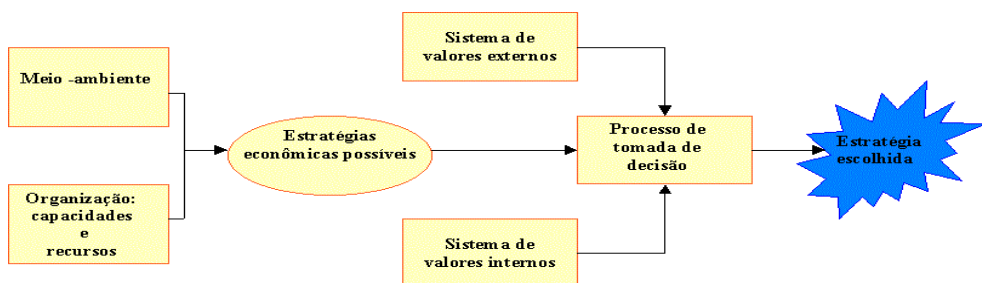 Meio -ambiente
Organização:
capacidades
e
recursos
Estratégias
econômicas possíveis
Sistema de
valores externos
Sistema de
valores internos
Processo de
tomada de
decisão
Estratégia
escolhida